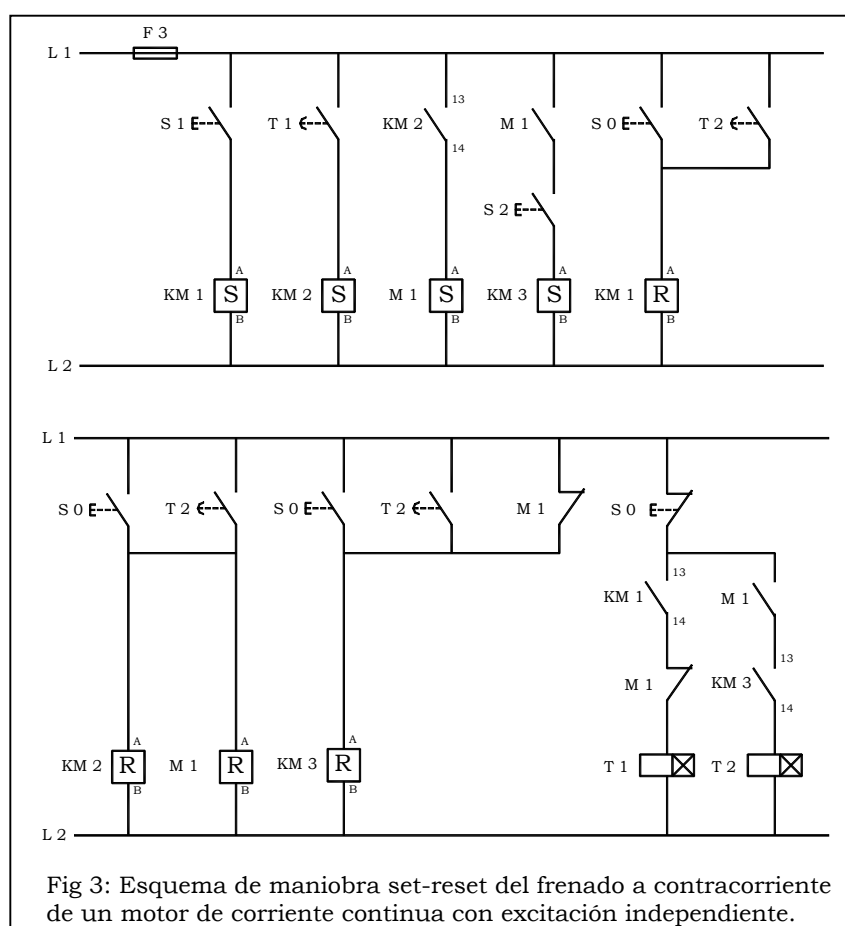 F 3
L 1
13
S 1 T 1 KM 2 M 1 S 0 T 2
14
S 2
A A A A A
KM 1 S KM 2 S M 1 S KM 3 S KM 1 R
B B B B B
L 2
L 1
S 0 T 2 S 0 T 2 M 1 S 0
13
KM 1 M 1
14
13
M 1 KM 3
14
A A A
KM 2 R M 1 R KM 3 R T 1 T 2
B B B
L 2
Fig 3: Esquema de maniobra set-reset del frenado a contracorriente
de un motor de corriente continua con excitación independiente.